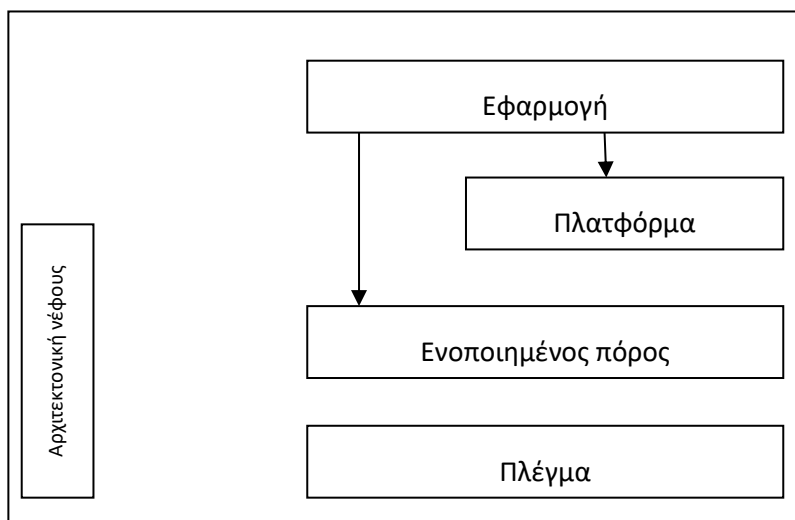 Εφαρμογή
Πλατφόρμα
Αρχιτεκτονική νέφους
Ενοποιημένος πόρος
Πλέγμα